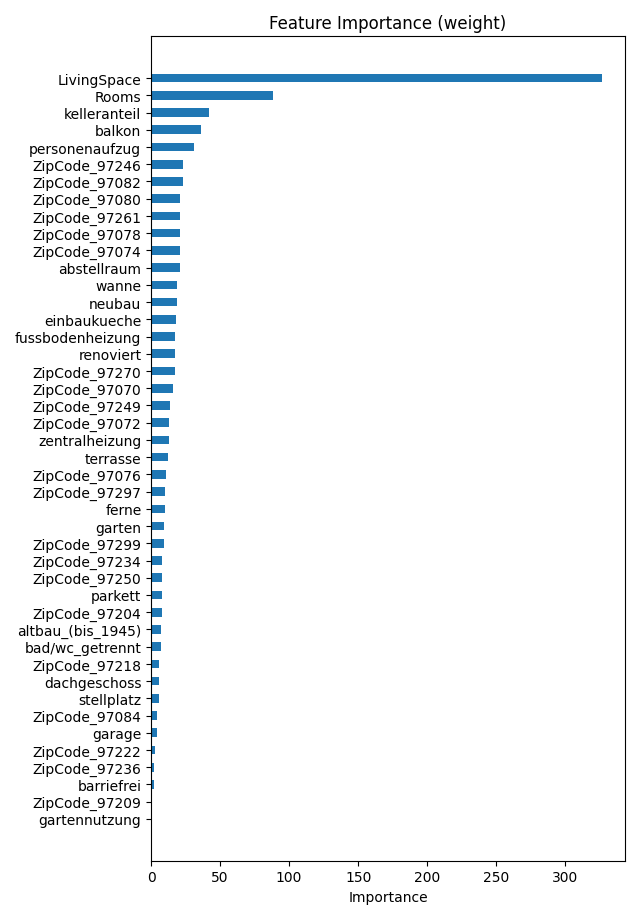 Feature Importance (weight)
LivingSpace
Rooms
kelleranteil
balkon
personenaufzug
ZipCode_97246
ZipCode_97082
ZipCode_97080
ZipCode_97261
ZipCode_97078
ZipCode_97074
abstellraum
wanne
neubau
einbaukueche
fussbodenheizung
renoviert
ZipCode_97270
ZipCode_97070
ZipCode_97249
ZipCode_97072
zentralheizung
terrasse
ZipCode_97076
ZipCode_97297
ferne
garten
ZipCode_97299
ZipCode_97234
ZipCode_97250
parkett
ZipCode_97204
altbau_(bis_1945)
bad/wc_getrennt
ZipCode_97218
dachgeschoss
stellplatz
ZipCode_97084
garage
ZipCode_97222
ZipCode_97236
barriefrei
ZipCode_97209
gartennutzung
0 50 100 150 200 250 300
Importance